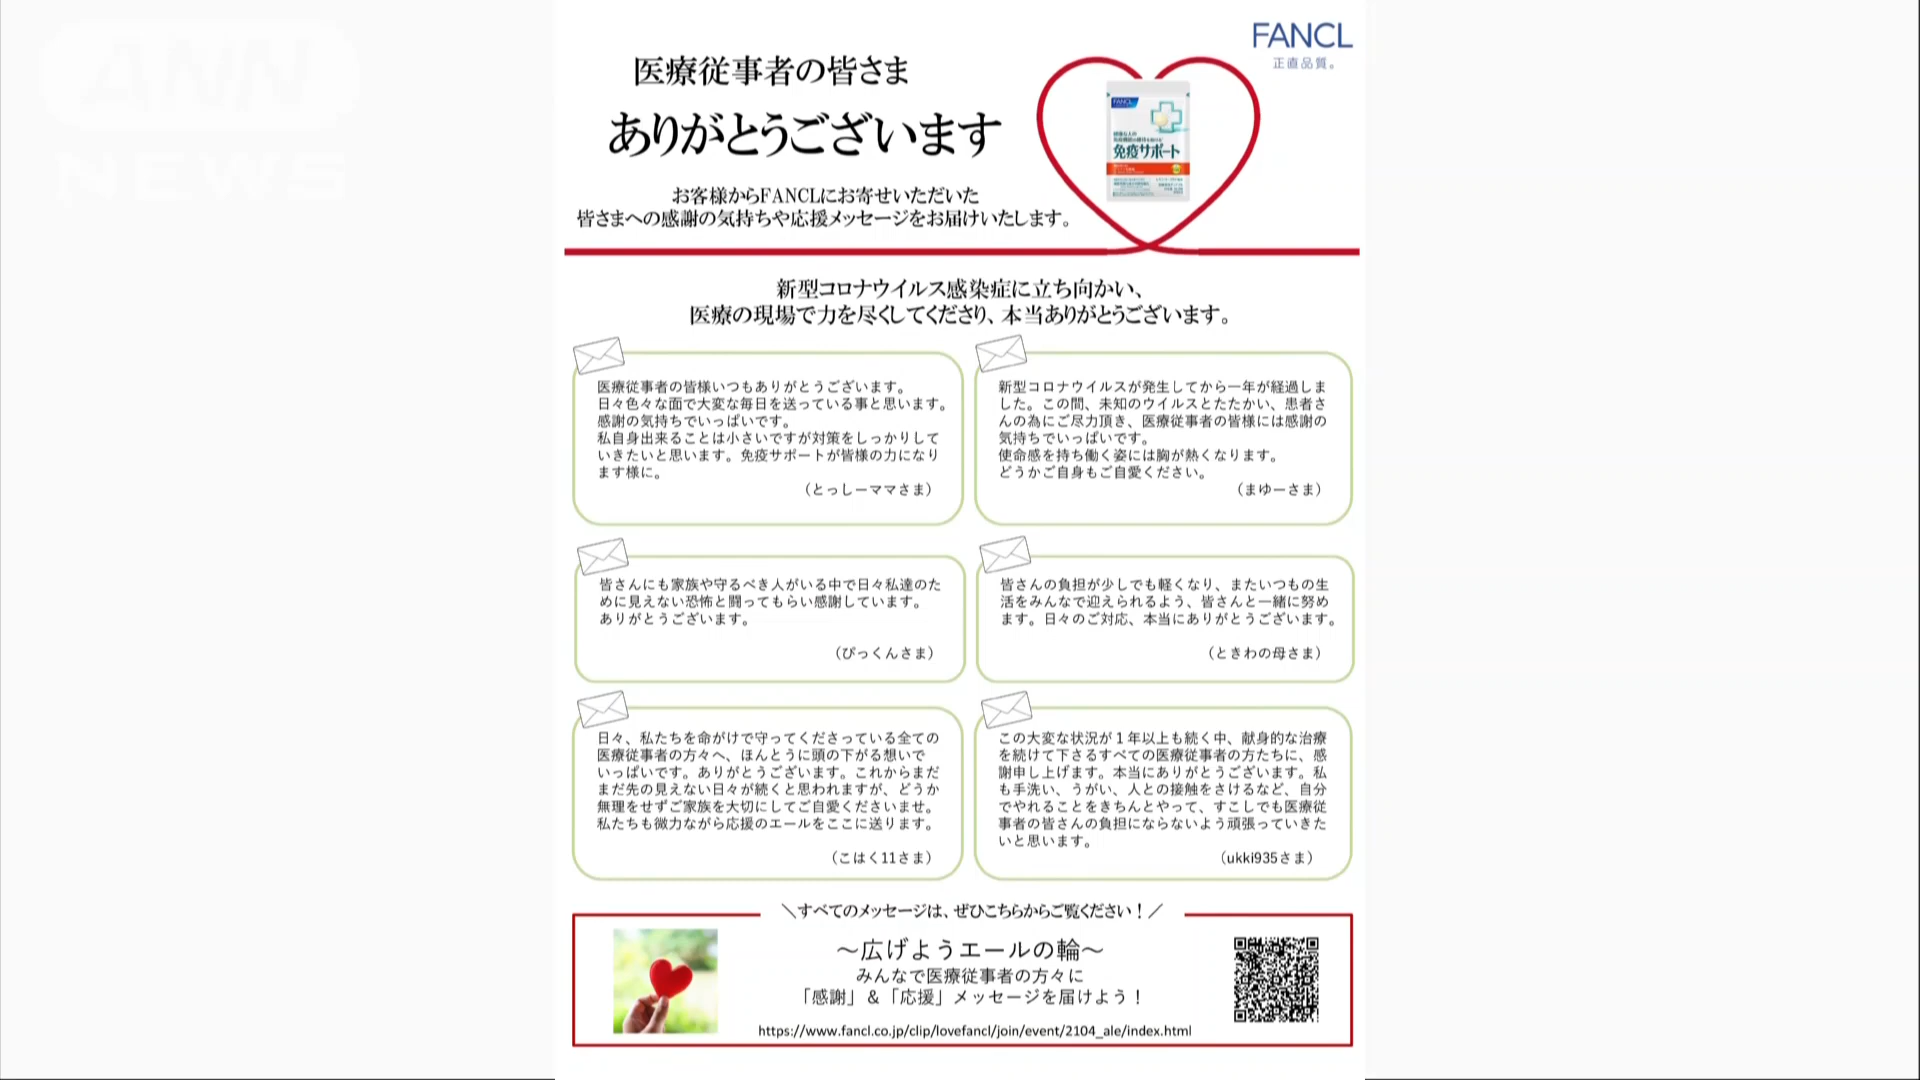 ANN
NEWS
FANCL
正直品質。
医療従事者の皆さま
ありがとうございます
FANCL
免疫サポート
お客様からFANCLにお寄せいただいた
皆さまへの感謝の気持ちや応援メッセージをお届けいたします。
新型コロナウイルス感染症に立ち向かい、
医療の現場で力を尽くしてくださり、本当ありがとうございます。
医療従事者の皆様いつもありがとうございます。
日々色々な面で大変な毎日を送っている事と思います。
感謝の気持ちでいっぱいです。
私自身出来ることは小さいですが対策をしっかりして
いきたいと思います。免疫サポートが皆様の力になり
ます様に。
（とっしーママさま）
新型コロナウイルスが発生してから一年が経過しま
した。この間、未知のウイルスとたたかい、患者さ
んの為にご尽力頂き、医療従事者の皆様には感謝の
気持ちでいっぱいです。
使命感を持ち働く姿には胸が熱くなります。
どうかご自身もご自愛ください。
（まゆーさま）
皆さんにも家族や守るべき人がいる中で日々私達のた
めに見えない恐怖と闘ってもらい感謝しています。
ありがとうございます。
（ぴっくんさま）
皆さんの負担が少しでも軽くなり、またいつもの生
活をみんなで迎えられるよう、皆さんと一緒に努め
ます。日々のご対応、本当にありがとうございます。
（ときわの母さま）
日々、私たちを命がけで守ってくださっている全ての
医療従事者の方々へ、ほんとうに頭の下がる想いで
いっぱいです。ありがとうございます。これからまだ
まだ先の見えない日々が続くと思われますが、どうか
無理をせずご家族を大切にしてご自愛くださいませ。
私たちも微力ながら応援のエールをここに送ります。
（こはく11さま）
この大変な状況が１年以上も続く中、献身的な治療
を続けて下さるすべての医療従事者の方たちに、感
謝申し上げます。本当にありがとうございます。私
も手洗い、うがい、人との接触をさけるなど、自分
でやれることをきちんとやって、すこしでも医療従
事者の皆さんの負担にならないよう頑張っていきた
いと思います。
（ukki935さま）
＼すべてのメッセージは、ぜひこちらからご覧ください！／
～広げようエールの輪～
みんなで医療従事者の方々に
「感謝」＆「応援」メッセージを届けよう！
https://www.fancl.co.jp/clip/lovefancl/join/event/2104_ale/index.html